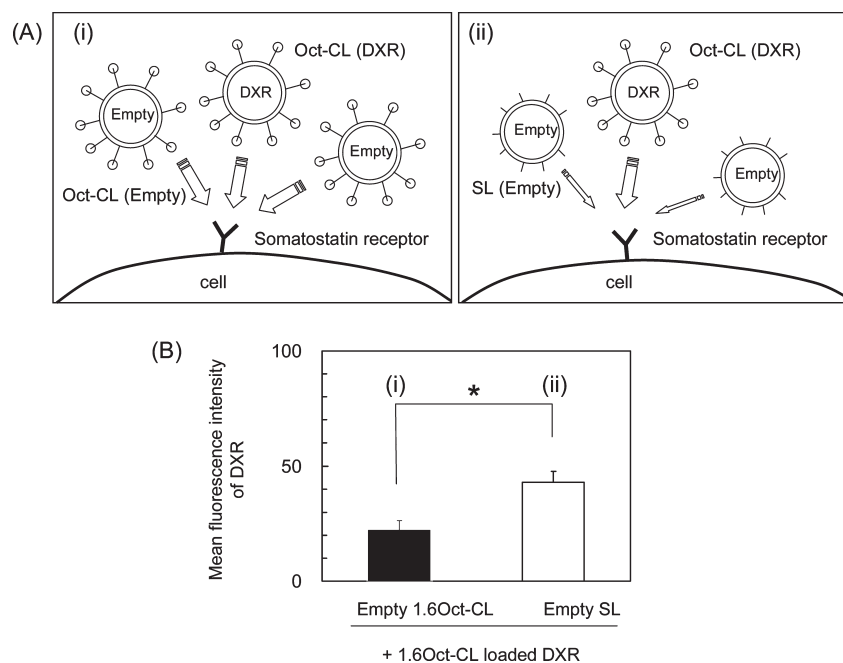 (A) (i)
Oct-CL (DXR)
Empty
DXR
Empty
Oct-CL (Empty)
Somatostatin receptor
cell
(ii)
Oct-CL (DXR)
Empty
DXR
Empty
SL (Empty)
Somatostatin receptor
cell
(B)
Mean fluorescence intensity
of DXR
100
50
0
(i)
*
(ii)
Empty 1.6Oct-CL
Empty SL
+ 1.6Oct-CL loaded DXR